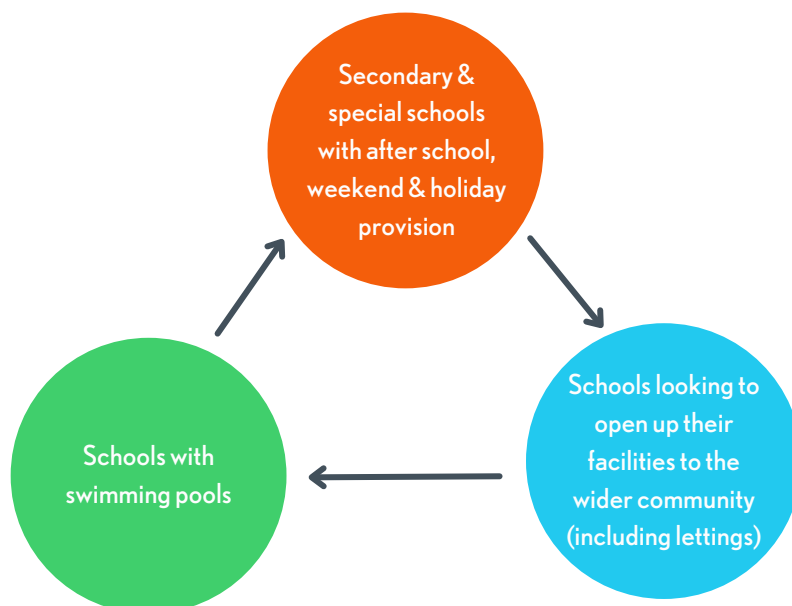 Secondary &
special schools
with after school,
weekend & holiday
provision
Schools looking to
open up their
facilities to the
wider community
(including lettings)
Schools with
swimming pools